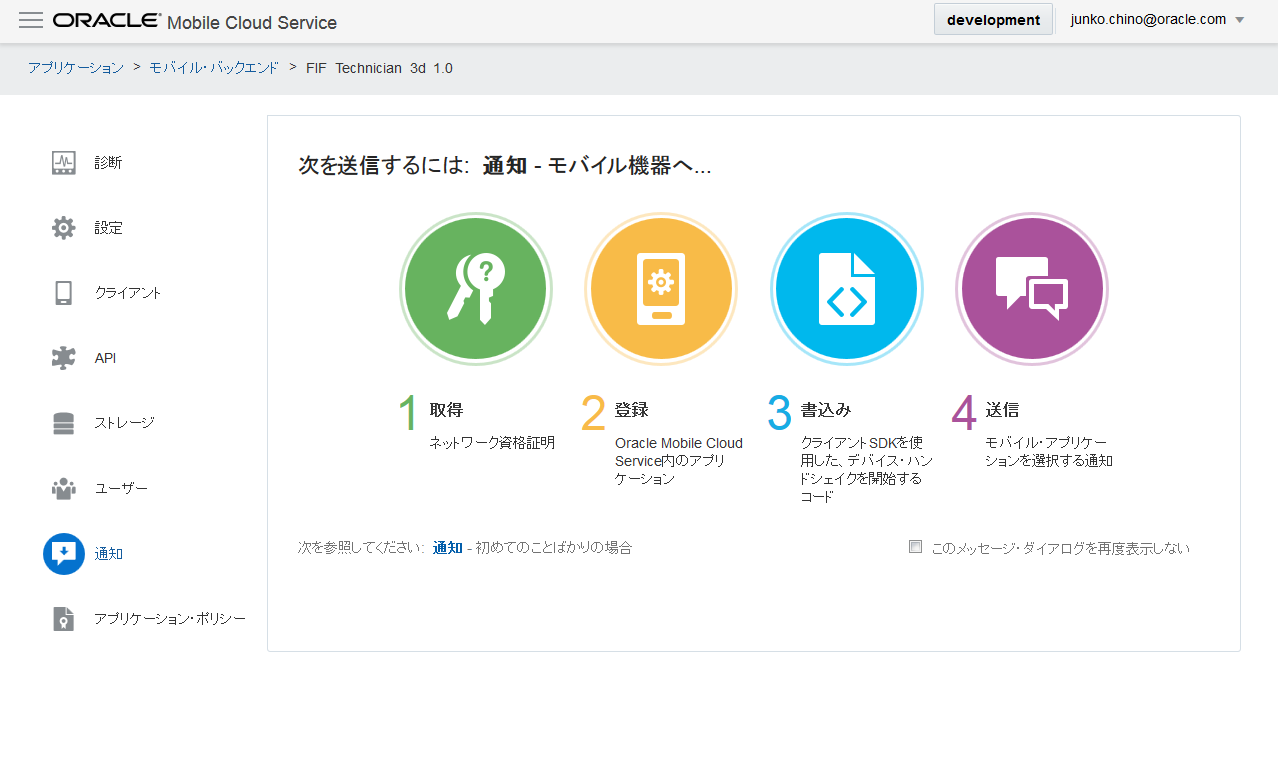 ORACLE Mobile Cloud Service
development
junko.chino@oracle.com
アプリケーション > モバイル・バックエンド > FIF Technician 3d 1.0
診断
設定
クライアント
API
ストレージ
ユーザー
通知
アプリケーション・ポリシー
次を送信するには: 通知 - モバイル機器へ...
?
1 取得
ネットワーク資格証明
2 登録
Oracle Mobile Cloud
Service内のアプリ
ケーション
3 書込み
クライアントSDKを使
用した、デバイス・ハン
ドシェイクを開始する
コード
4 送信
モバイル・アプリケー
ションを選択する通知
次を参照してください: 通知 - 初めてのことばかりの場合
このメッセージ・ダイアログを再度表示しない